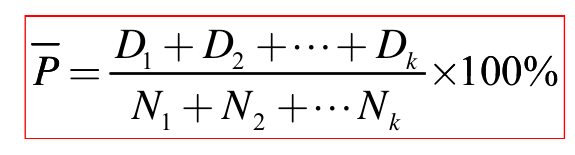 P̅ = (D₁ + D₂ + ⋯ + Dₖ) / (N₁ + N₂ + ⋯ Nₖ) × 100%